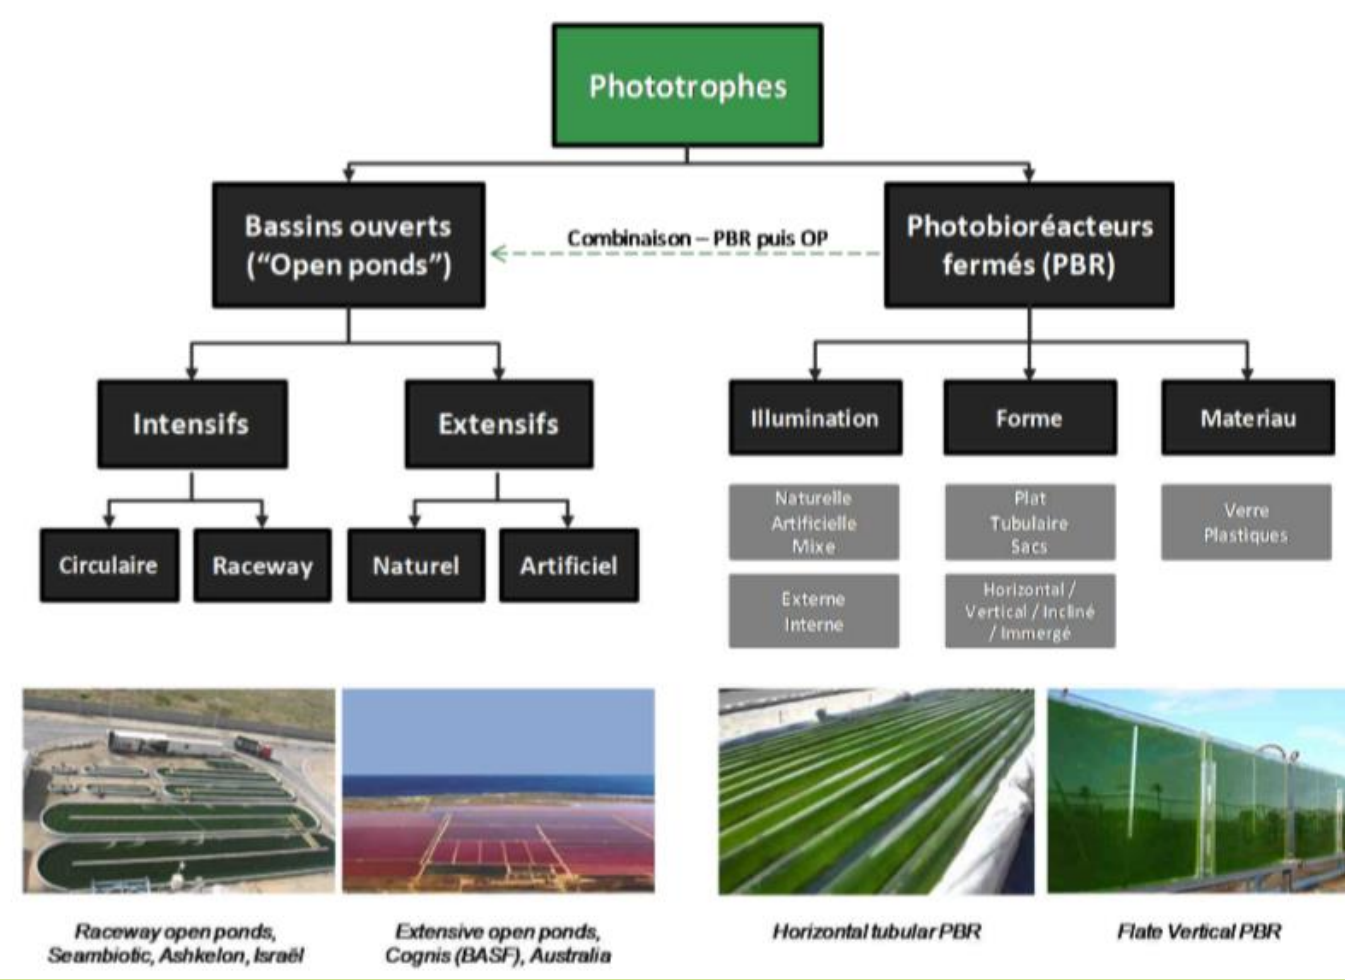 Phototrophes
Bassins ouverts
(“Open ponds”)
Combinaison – PBR puis OP
Photobioréacteurs
fermés (PBR)
Intensifs
Extensifs
Illumination
Forme
Materiau
Circulaire
Raceway
Naturel
Artificiel
Naturelle
Artificielle
Mixe
Externe
Interne
Plat
Tubulaire
Sacs
Horizontal /
Vertical / Incliné
/ Immergé
Verre
Plastiques
Raceway open ponds,
Seambiotic, Ashkelon, Israël
Extensive open ponds,
Cognis (BASF), Australia
Horizontal tubular PBR
Flate Vertical PBR